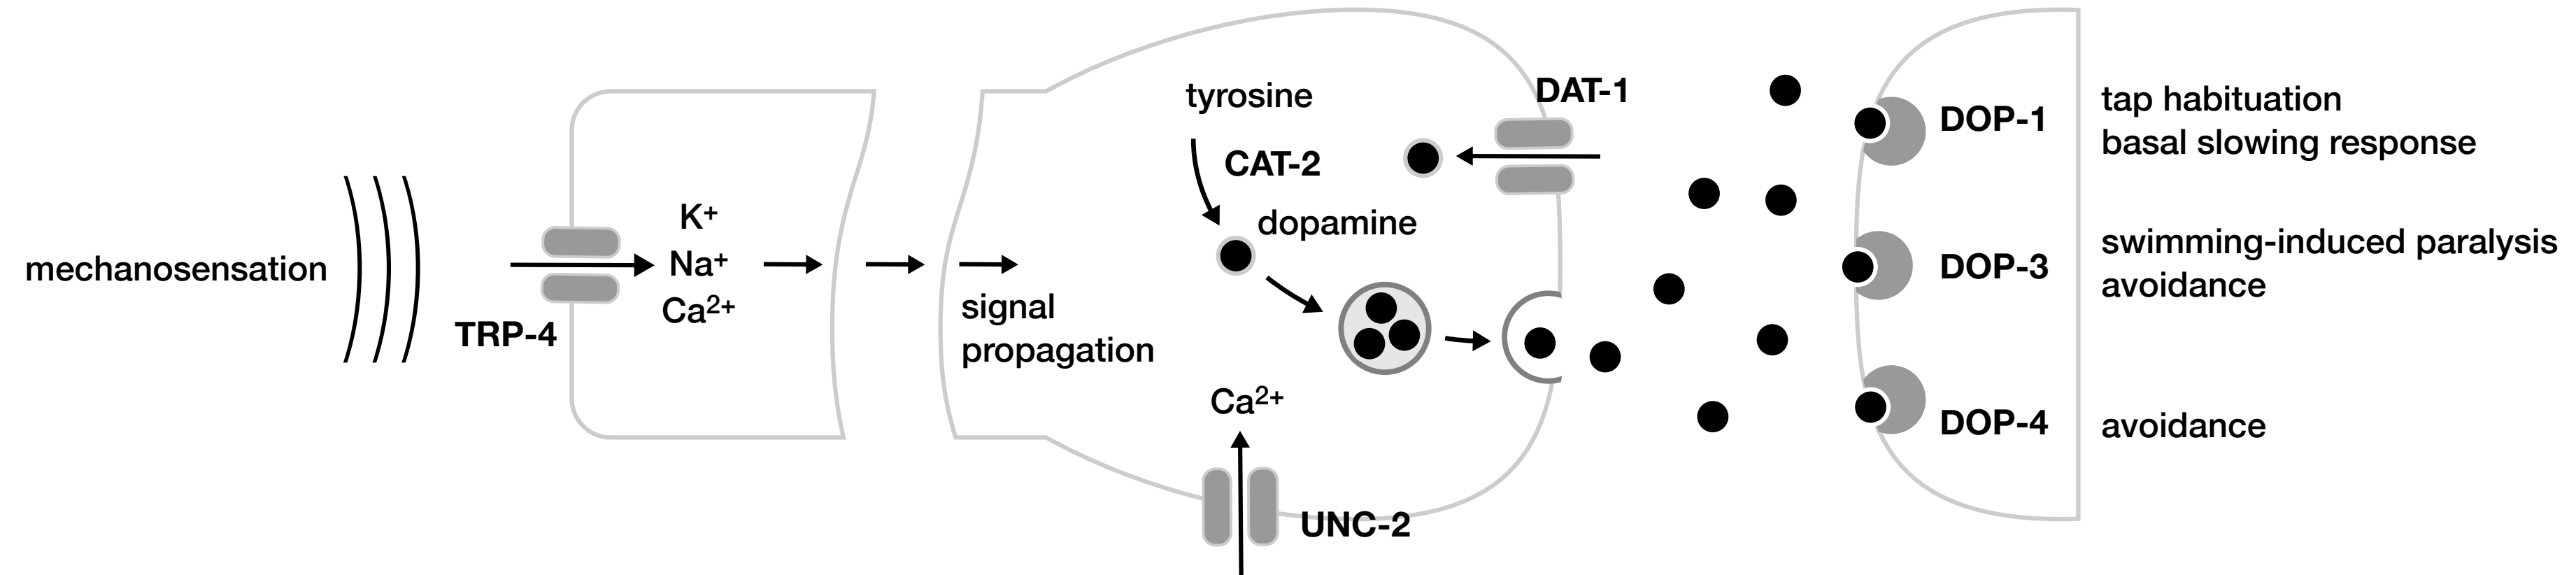 mechanosensation
TRP-4
K⁺
Na⁺
Ca²⁺
signal
propagation
tyrosine
CAT-2
dopamine
Ca²⁺
UNC-2
DAT-1
DOP-1
tap habituation
basal slowing response
DOP-3
swimming-induced paralysis
avoidance
DOP-4
avoidance